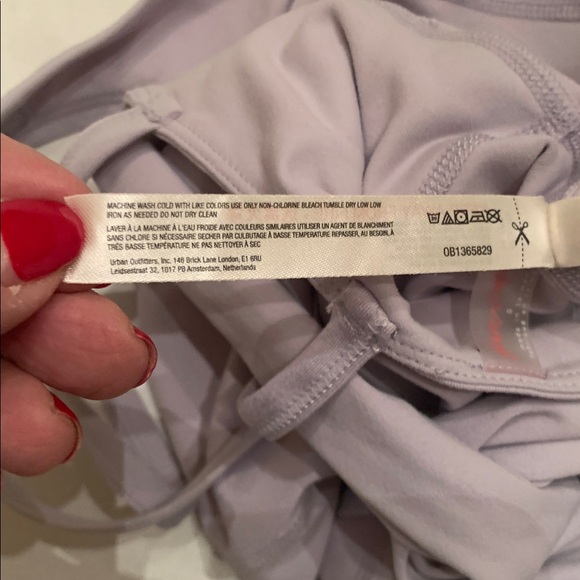 MACHINE WASH COLD WITH LIKE COLORS USE ONLY NON-CHLORINE BLEACH TUMBLE DRY LOW LOW
IRON AS NEEDED DO NOT DRY CLEAN
LAVER À LA MACHINE À L'EAU FROIDE AVEC COULEURS SIMILAIRES UTILISER UN AGENT DE BLANCHIMENT
SANS CHLORE SI NÉCESSAIRE SECHER PAR CULBUTAGE À BASSE TEMPÉRATURE REPASSER, AU BESOIN, À
TRÈS BASSE TEMPÉRATURE NE PAS NETTOYER À SEC
Urban Outfitters, Inc. 146 Brick Lane London, E1 6RU
Leidsestraat 32, 1017 PB Amsterdam, Netherlands
OB1365829